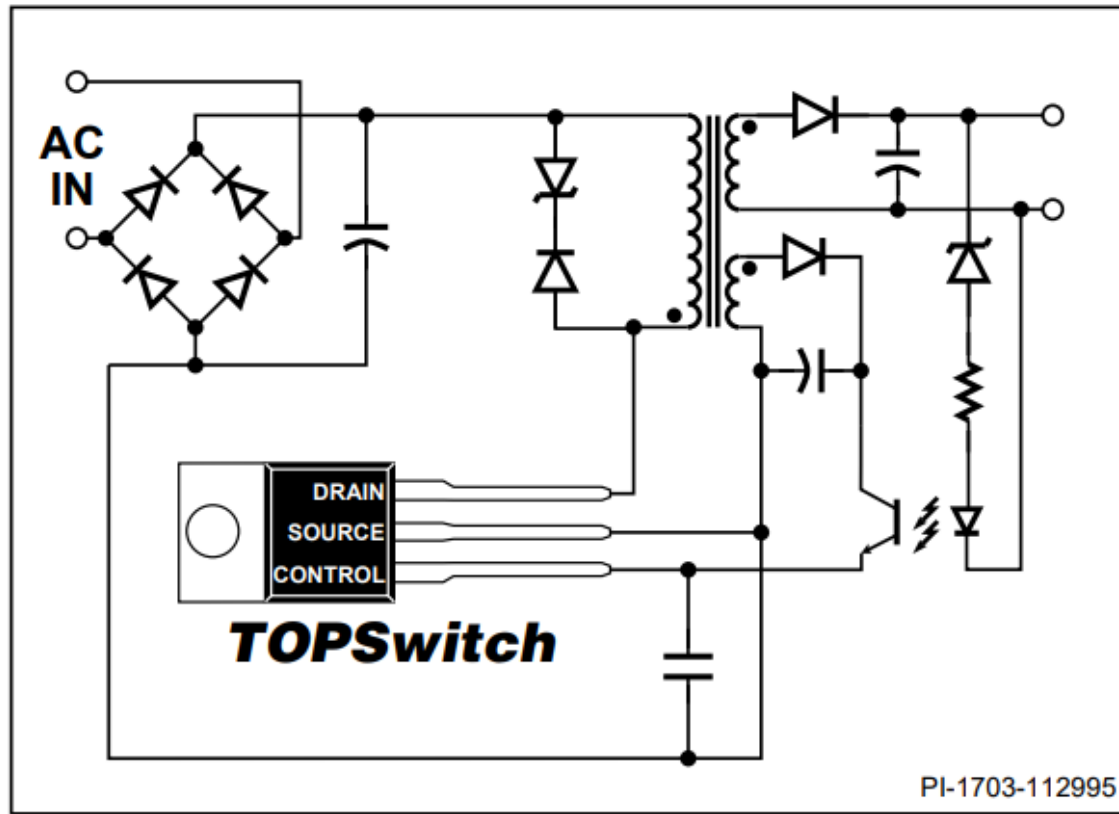 AC
IN
DRAIN
SOURCE
CONTROL
TOPSwitch
PI-1703-112995